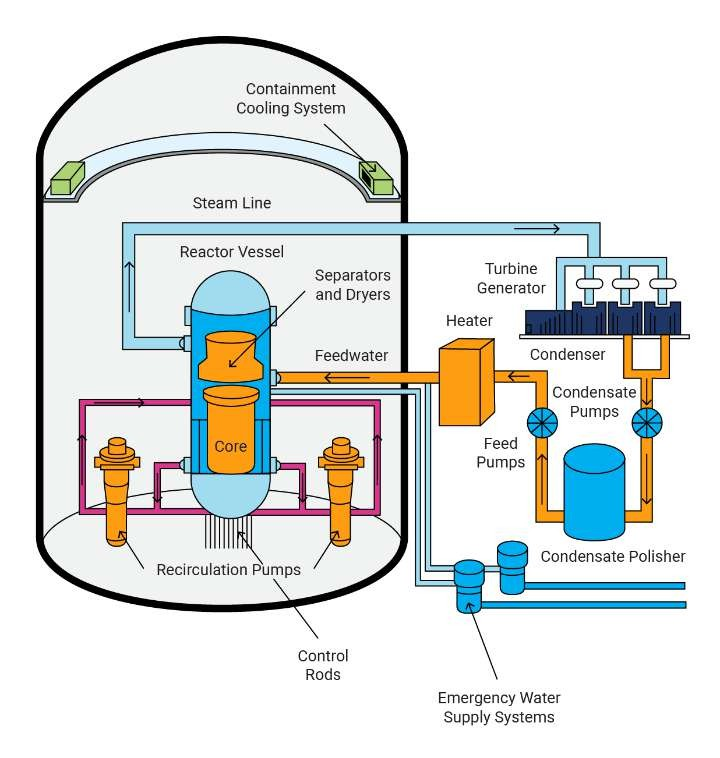 Containment
Cooling System
Steam Line
Reactor Vessel
Separators
and Dryers
Turbine
Generator
Heater
Condenser
Feedwater
Condensate
Pumps
Feed
Pumps
Core
Condensate Polisher
Recirculation Pumps
Control
Rods
Emergency Water
Supply Systems